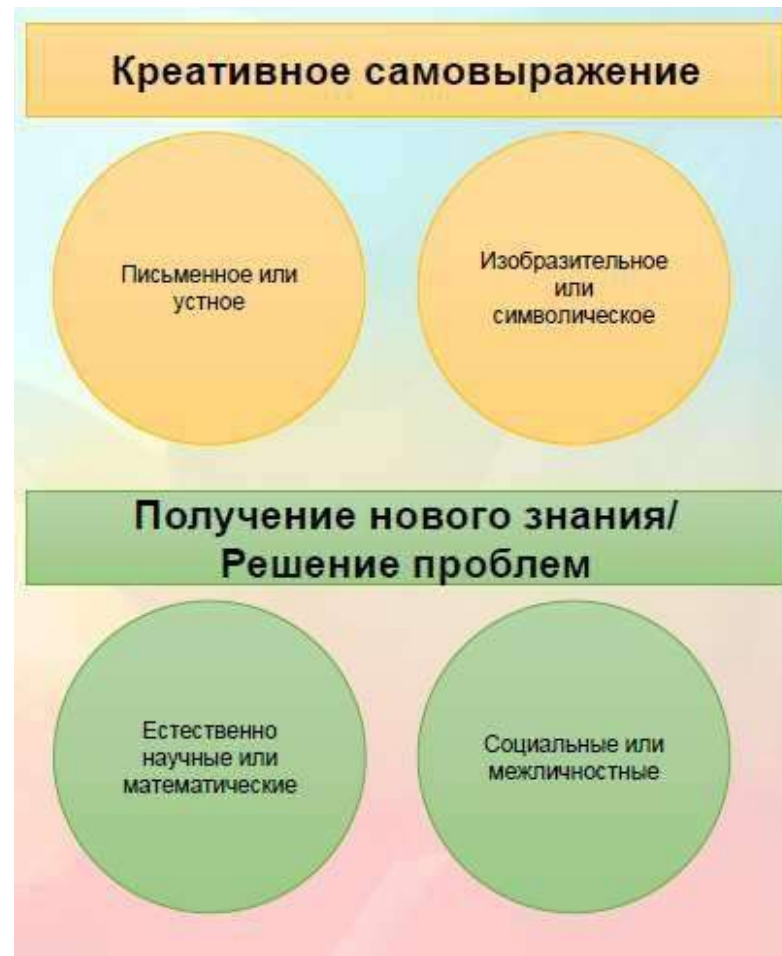 Креативное самовыражение
Письменное или
устное
Изобразительное
или
символическое
Получение нового знания/
Решение проблем
Естественно
научные или
математические
Социальные или
межличностные